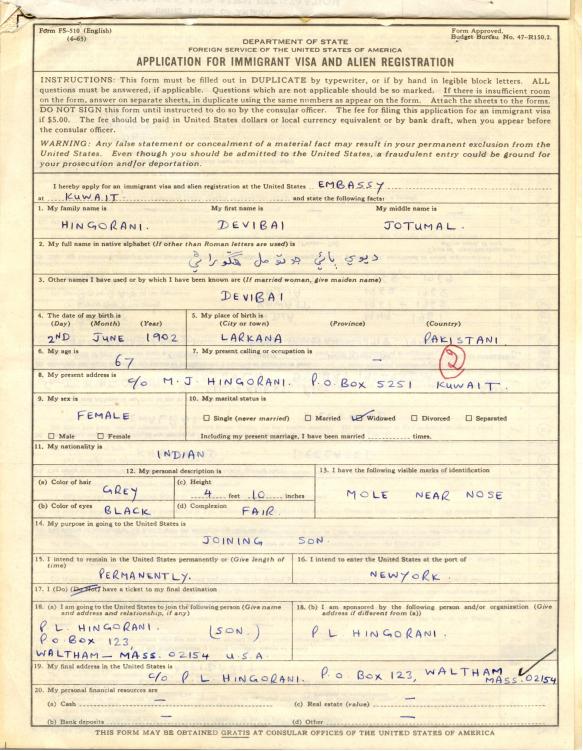 Form FS-510 (English)
(4-65)
Form Approved,
Budget Bureau No. 47-R150.2.
DEPARTMENT OF STATE
FOREIGN SERVICE OF THE UNITED STATES OF AMERICA
APPLICATION FOR IMMIGRANT VISA AND ALIEN REGISTRATION
INSTRUCTIONS: This form must be filled out in DUPLICATE by typewriter, or if by hand in legible block letters. ALL
questions must be answered, if applicable. Questions which are not applicable should be so marked. If there is insufficient room
on the form, answer on separate sheets, in duplicate using the same numbers as appear on the form. Attach the sheets to the forms.
DO NOT SIGN this form until instructed to do so by the consular officer. The fee for filing this application for an immigrant visa
if $5.00. The fee should be paid in United States dollars or local currency equivalent or by bank draft, when you appear before
the consular officer.
WARNING: Any false statement or concealment of a material fact may result in your permanent exclusion from the
United States. Even though you should be admitted to the United States, a fraudulent entry could be ground for
your prosecution and/or deportation.
I hereby apply for an immigrant visa and alien registration at the United States EMBASSY
at KUWAIT and state the following facts:
1. My family name is My first name is My middle name is
HINGORANI. DEVIBAI JOTUMAL.
2. My full name in native alphabet (If other than Roman letters are used) is
3. Other names I have used or by which I have been known are (If married woman, give maiden name)
DEVIBAI
4. The date of my birth is 5. My place of birth is
(Day) (Month) (Year) (City or town) (Province) (Country)
2ND JUNE 1902 LARKANA PAKISTANI.
6. My age is 67 7. My present calling or occupation is —
2
8. My present address is c/o M. J. HINGORANI. P.O. BOX 5251 KUWAIT.
9. My sex is 10. My marital status is
FEMALE
☐ Single (never married) ☐ Married ☑ Widowed ☐ Divorced ☐ Separated
☐ Male ☐ Female Including my present marriage, I have been married times.
11. My nationality is
INDIAN
12. My personal description is 13. I have the following visible marks of identification
(a) Color of hair GREY (c) Height 4 feet 10 inches
MOLE NEAR NOSE
(b) Color of eyes BLACK (d) Complexion FAIR.
14. My purpose in going to the United States is
JOINING SON.
15. I intend to remain in the United States permanently or (Give length of time) 16. I intend to enter the United States at the port of
PERMANENTLY. NEWYORK.
17. I (Do) (Do Not) have a ticket to my final destination
18. (a) I am going to the United States to join the following person (Give name and address and relationship, if any) 18. (b) I am sponsored by the following person and/or organization (Give address if different from (a))
P L. HINGORANI. (SON.) P L HINGORANI.
P.O. BOX 123,
WALTHAM – MASS. 02154 U.S.A.
19. My final address in the United States is c/o P L HINGORANI. P.O BOX 123, WALTHAM MASS. 02154
20. My personal financial resources are
(a) Cash — (c) Real estate (value) —
(b) Bank deposits — (d) Other —
THIS FORM MAY BE OBTAINED GRATIS AT CONSULAR OFFICES OF THE UNITED STATES OF AMERICA